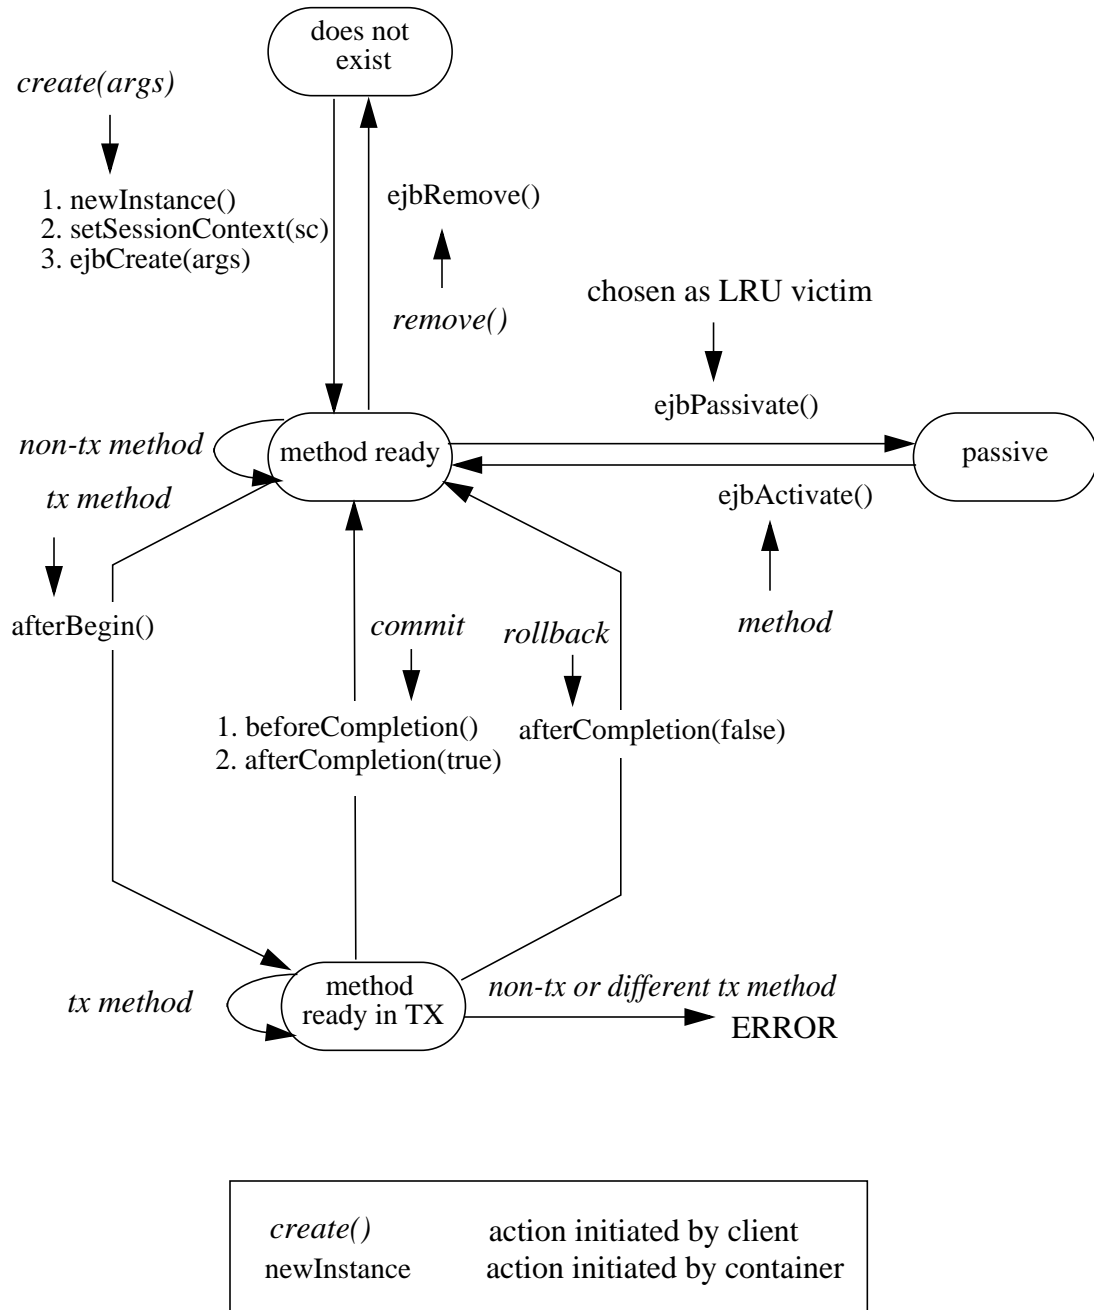 does not
exist
create(args)
1. newInstance()
2. setSessionContext(sc)
3. ejbCreate(args)
ejbRemove()
remove()
chosen as LRU victim
ejbPassivate()
non-tx method
method ready
passive
tx method
ejbActivate()
afterBegin()
commit
rollback
method
1. beforeCompletion()
2. afterCompletion(true)
afterCompletion(false)
tx method
method
ready in TX
non-tx or different tx method
ERROR
create() action initiated by client
newInstance action initiated by container